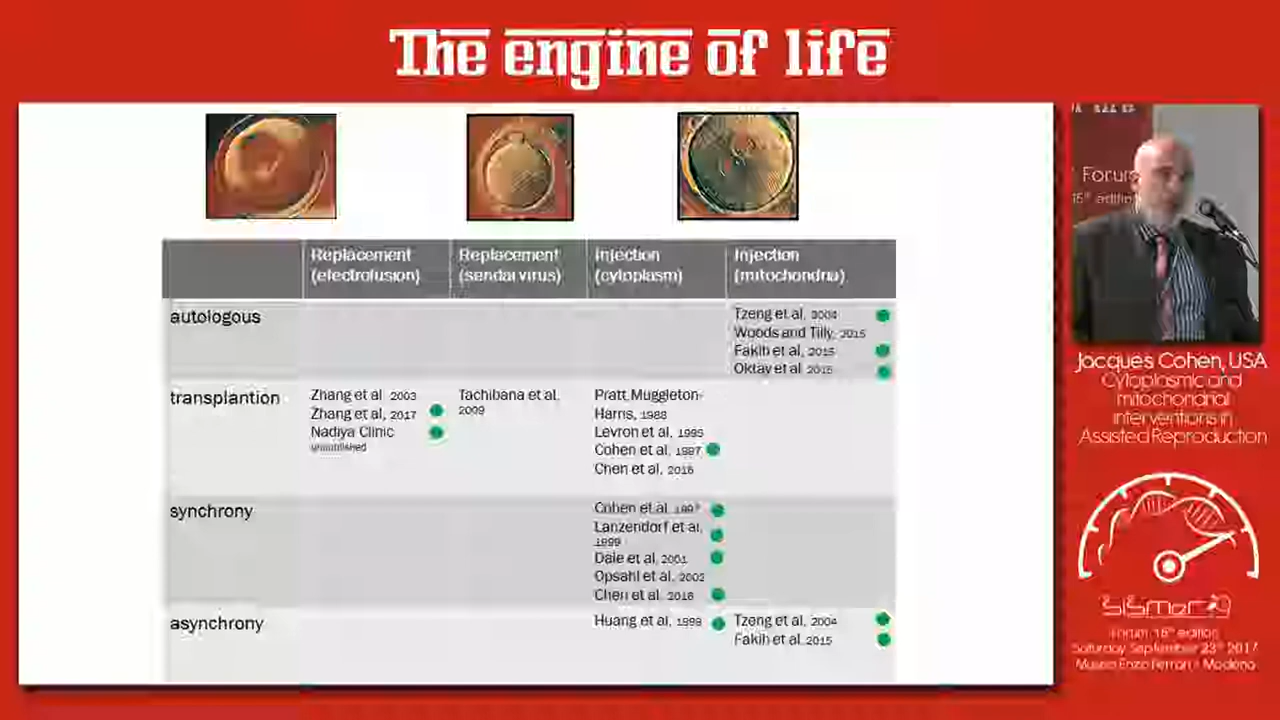 The engine of life
Replacement (electrofusion)
Replacement (sendai virus)
Injection (cytoplasm)
Injection (mitochondria)
autologous
Tzeng et al, 2004
Woods and Tilly, 2015
Fakih et al, 2015
Oktay et al 2015
transplantion
Zhang et al 2003
Zhang et al, 2017
Nadiya Clinic
unpublished
Tachibana et al.
2009
Pratt Muggleton-
Harris, 1988
Levron et al, 1995
Cohen et al, 1997
Chen et al, 2016
synchrony
Cohen et al, 1997
Lanzendorf et al,
1999
Dale et al, 2001
Opsahl et al, 2002
Chen et al, 2016
asynchrony
Huang et al, 1999
Tzeng et al, 2004
Fakih et al, 2015
Forum
15th edition
Jacques Cohen, USA
Cytoplasmic and
mitochondrial
interventions in
Assisted Reproduction
SISMeR
Forum 15th edition
Saturday, September 23rd 2017
Museo Enzo Ferrari - Modena